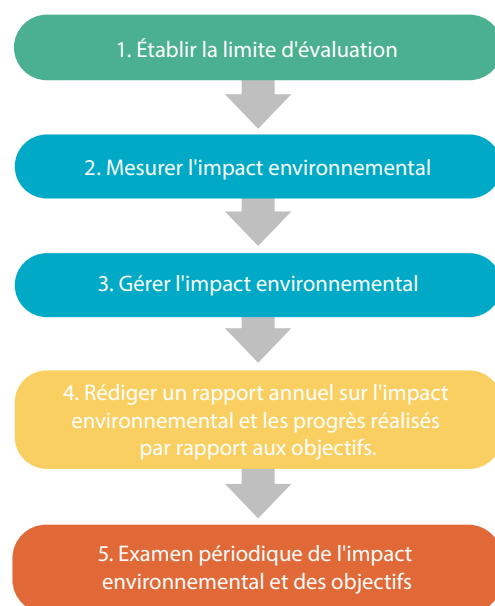 1. Établir la limite d'évaluation
2. Mesurer l'impact environnemental
3. Gérer l'impact environnemental
4. Rédiger un rapport annuel sur l'impact
environnemental et les progrès réalisés
par rapport aux objectifs.
5. Examen périodique de l'impact
environnemental et des objectifs